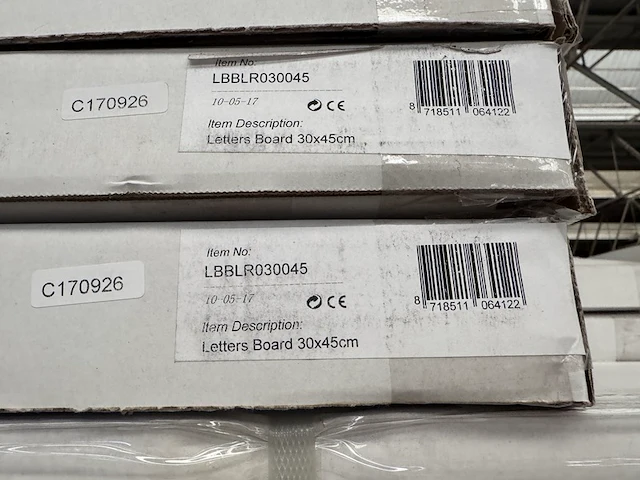 Item No:
LBBLR030045
C170926
10-05-17
CE
Item Description:
Letters Board 30x45cm
8 718511 064122
Item No:
LBBLR030045
C170926
10-05-17
CE
Item Description:
Letters Board 30x45cm
8 718511 064122